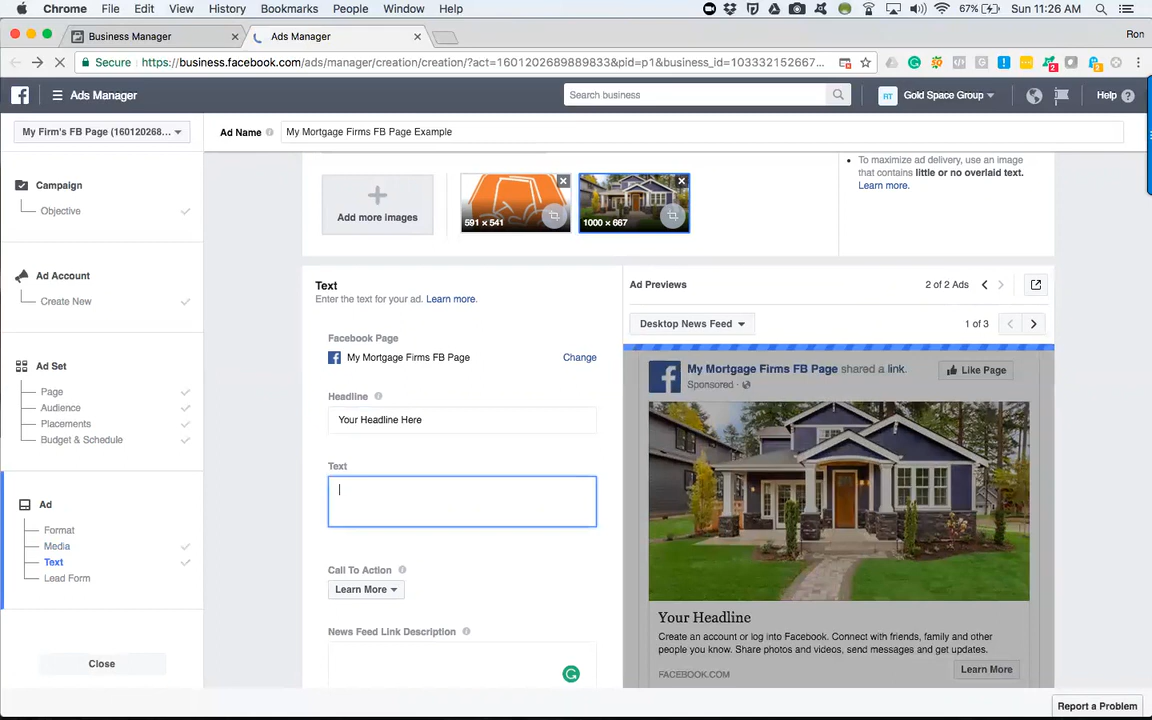 Chrome File Edit View History Bookmarks People Window Help 67% Sun 11:26 AM
Business Manager Ads Manager Ron
Secure https://business.facebook.com/ads/manager/creation/creation/?act=1601202689889833&pid=p1&business_id=103332152667...
Ads Manager Search business Gold Space Group Help
My Firm's FB Page (160120268... Ad Name My Mortgage Firms FB Page Example
Campaign
Objective
Ad Account
Create New
Ad Set
Page
Audience
Placements
Budget & Schedule
Ad
Format
Media
Text
Lead Form
Close
Add more images
591 × 541
1000 × 667
To maximize ad delivery, use an image
that contains little or no overlaid text.
Learn more.
Text
Enter the text for your ad. Learn more.
Facebook Page
My Mortgage Firms FB Page Change
Headline
Your Headline Here
Text
Call To Action
Learn More
News Feed Link Description
Ad Previews 2 of 2 Ads
Desktop News Feed 1 of 3
My Mortgage Firms FB Page shared a link.
Sponsored ·
Like Page
Your Headline
Create an account or log into Facebook. Connect with friends, family and other
people you know. Share photos and videos, send messages and get updates.
FACEBOOK.COM
Learn More
Report a Problem